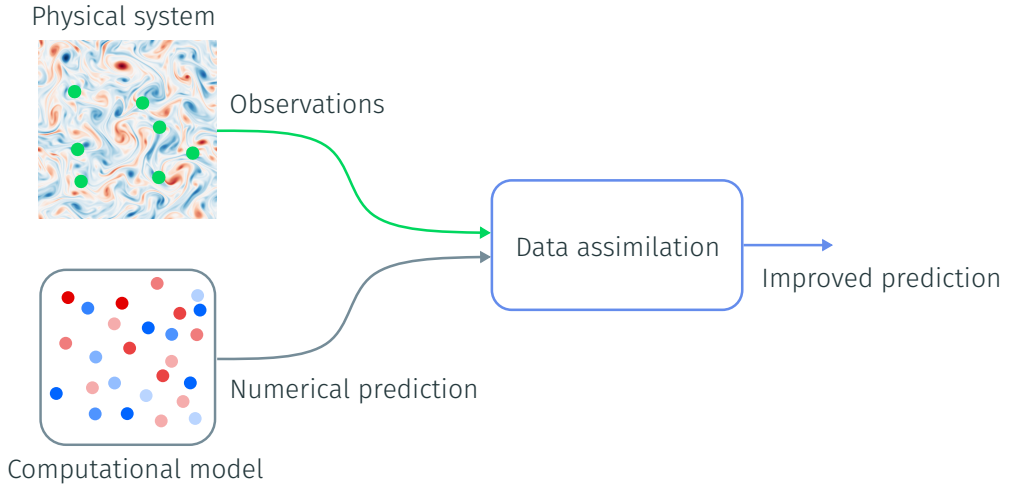 Physical system
Observations
Data assimilation
Improved prediction
Numerical prediction
Computational model